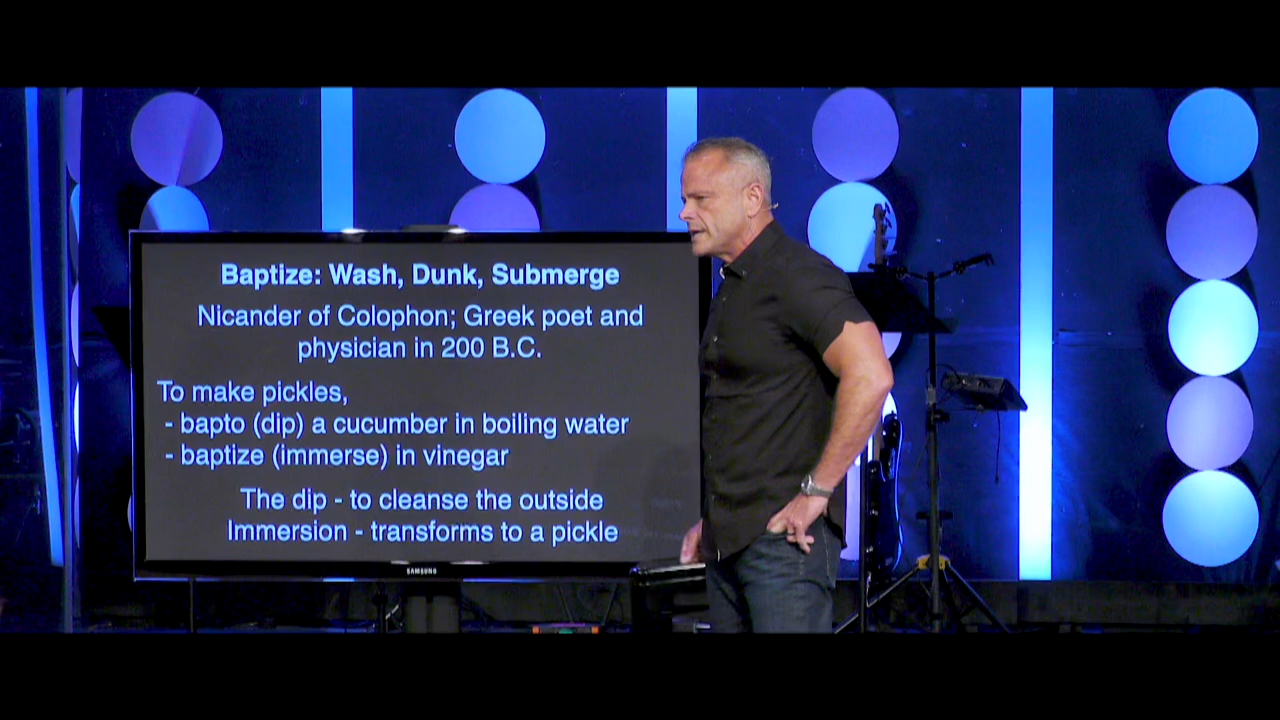 Baptize: Wash, Dunk, Submerge
Nicander of Colophon; Greek poet and
physician in 200 B.C.
To make pickles,
- bapto (dip) a cucumber in boiling water
- baptize (immerse) in vinegar
The dip - to cleanse the outside
Immersion - transforms to a pickle
SAMSUNG